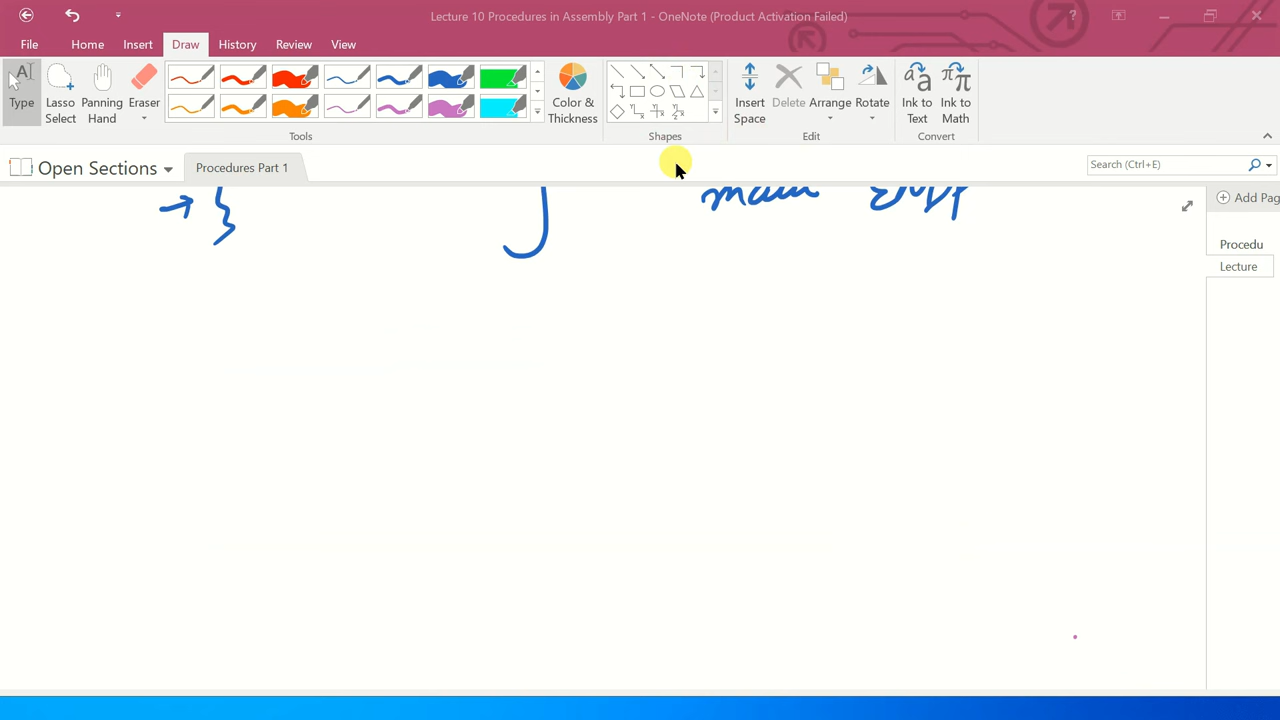 Lecture 10 Procedures in Assembly Part 1 - OneNote (Product Activation Failed)
File Home Insert Draw History Review View
Type Lasso Select Panning Hand Eraser Color & Thickness Insert Space Delete Arrange Rotate Ink to Text Ink to Math
Tools Shapes Edit Convert
Open Sections Procedures Part 1 Search (Ctrl+E)
main Endp
Add Pag
Procedu
Lecture